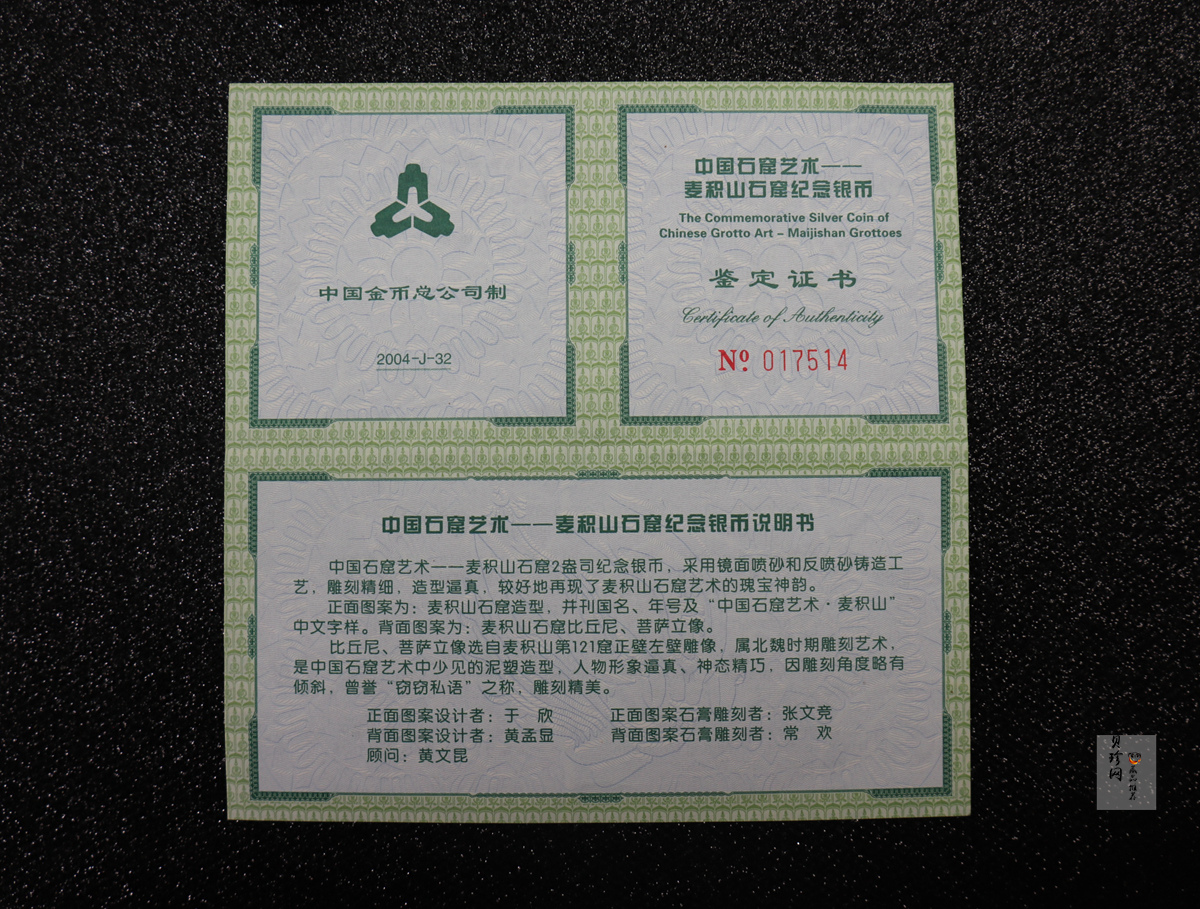 中国金币总公司制
2004-J-32
中国石窟艺术——
麦积山石窟纪念银币
The Commemorative Silver Coin of
Chinese Grotto Art – Maijishan Grottoes
鉴定证书
Certificate of Authenticity
Nº. 017514
中国石窟艺术——麦积山石窟纪念银币说明书
中国石窟艺术——麦积山石窟2盎司纪念银币，采用镜面喷砂和反喷砂铸造工
艺，雕刻精细，造型逼真，较好地再现了麦积山石窟艺术的瑰宝神韵。
正面图案为：麦积山石窟造型，并刊国名、年号及“中国石窟艺术·麦积山”
中文字样。背面图案为：麦积山石窟比丘尼、菩萨立像。
比丘尼、菩萨立像选自麦积山第121窟正壁左壁雕像，属北魏时期雕刻艺术，
是中国石窟艺术中少见的泥塑造型，人物形象逼真、神态精巧，因雕刻角度略有
倾斜，曾誉“窃窃私语”之称，雕刻精美。
正面图案设计者：于　欣　　正面图案石膏雕刻者：张文竞
背面图案设计者：黄孟显　　背面图案石膏雕刻者：常　欢
顾问：黄文昆
贝珍网